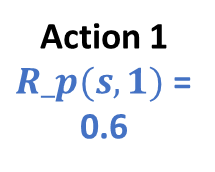 Action 1
R_p(s, 1) =
0.6